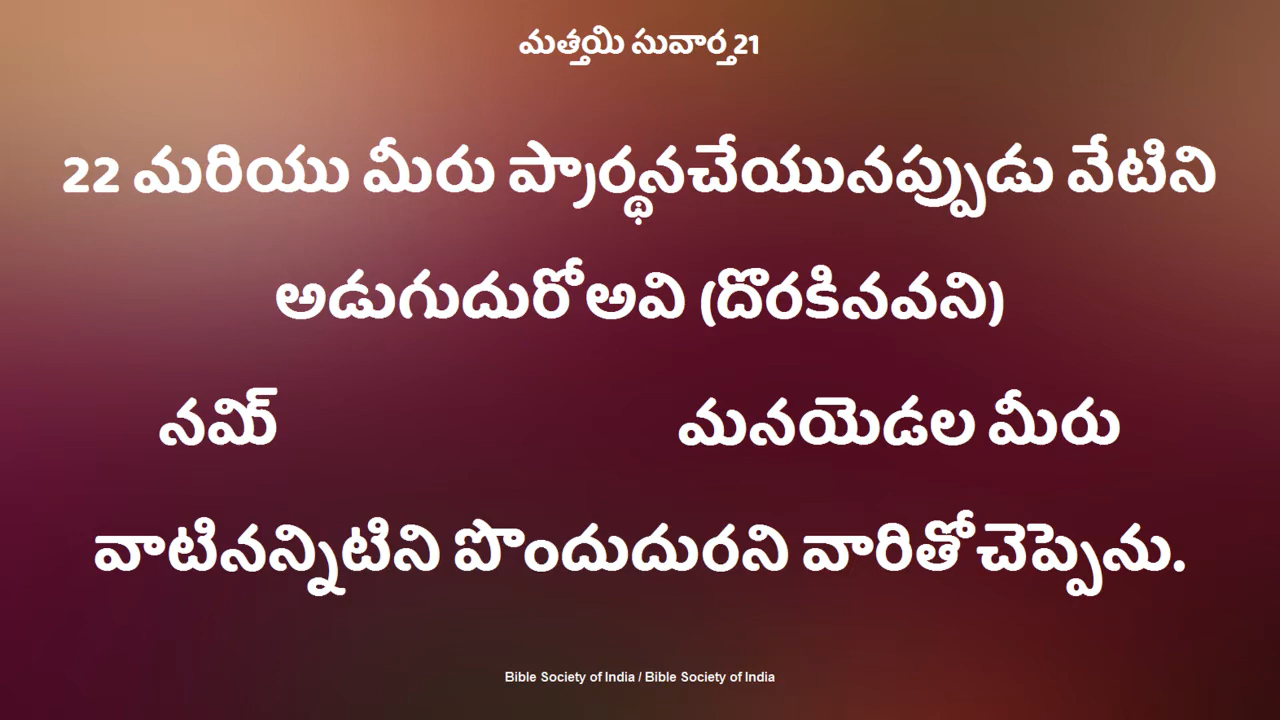 మత్తయి సువార్త 21
22 మరియు మీరు ప్రార్థనచేయునప్పుడు వేటిని
అడుగుదురోఅవి (దొరకినవని)
నమి్ మనయెడల మీరు
వాటినన్నిటిని పొందుదురని వారితోచెప్పెను.
Bible Society of India / Bible Society of India